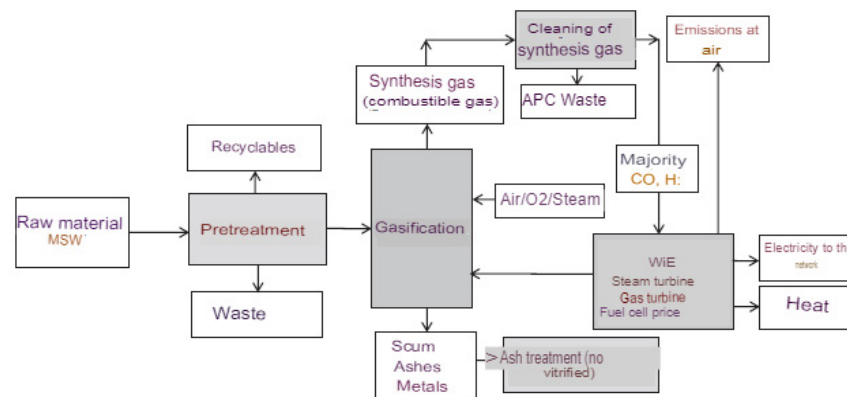 Cleaning of
synthesis gas
Emissions at
air
Synthesis gas
(combustible gas)
APC Waste
Recyclables
Majority
CO, H:
Raw material
MSW
Pretreatment
Gasification
Air/O2/Steam
WiE
Steam turbine
Gas turbine
Fuel cell price
Electricity to th
network
Heat
Waste
Scum
Ashes
Metals
>Ash treatment (no
vitrified)